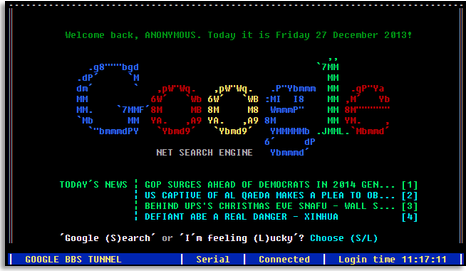 Welcome back, ANONYMOUS. Today it is Friday 27 December 2013!
Google
NET SEARCH ENGINE
TODAY'S NEWS | GOP SURGES AHEAD OF DEMOCRATS IN 2014 GEN... [1]
| US CAPTIVE OF AL QAEDA MAKES A PLEA TO OB... [2]
| BEHIND UPS'S CHRISTMAS EVE SNAFU - WALL S... [3]
| DEFIANT ABE A REAL DANGER - XINHUA [4]
'Google (S)earch' or 'I'm feeling (L)ucky'? Choose (S/L)
GOOGLE BBS TUNNEL | Serial | Connected | Login time 11:17:11